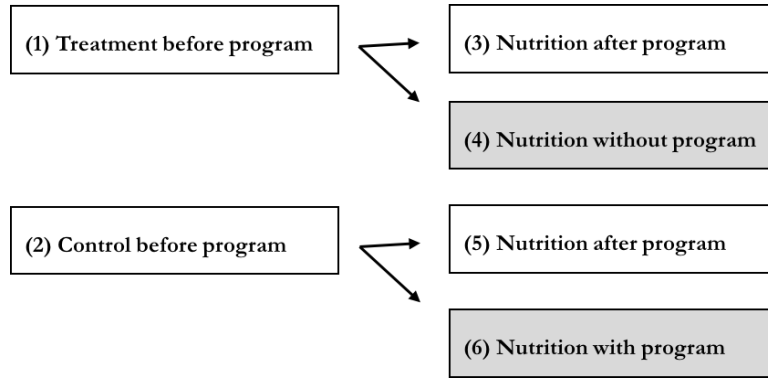 (1) Treatment before program
(3) Nutrition after program
(4) Nutrition without program
(2) Control before program
(5) Nutrition after program
(6) Nutrition with program